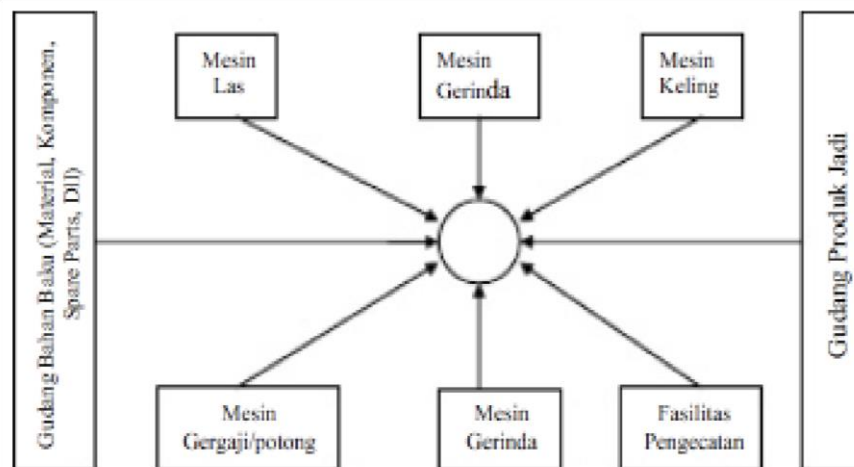 Gudang Bahan Baku (Material, Komponen,
Spare Parts, Dll)
Mesin
Las
Mesin
Gerinda
Mesin
Keling
Mesin
Gergaji/potong
Mesin
Gerinda
Fasilitas
Pengecatan
Gudang Produk Jadi